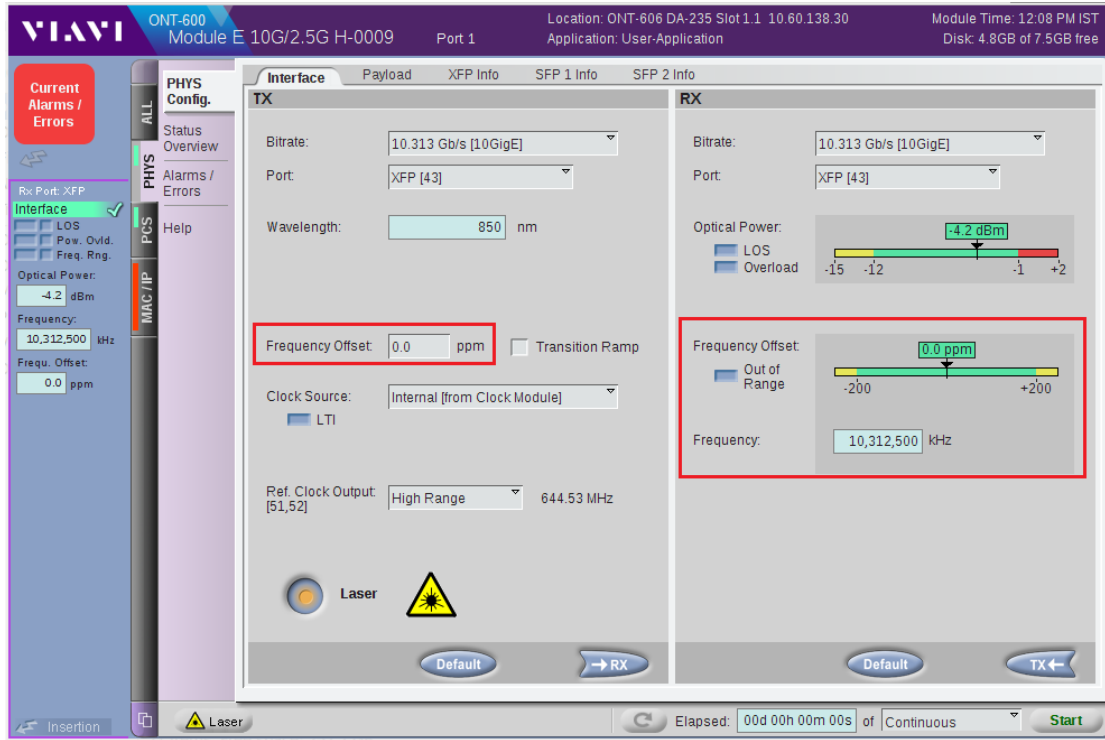 VIAVI
ONT-600
Module E 10G/2.5G H-0009 Port 1
Location: ONT-606 DA-235 Slot 1.1 10.60.138.30
Application: User-Application
Module Time: 12:08 PM IST
Disk: 4.8GB of 7.5GB free
Current
Alarms /
Errors
Rx Port: XFP
Interface
LOS
Pow. Ovld.
Freq. Rng.
Optical Power:
-4.2 dBm
Frequency:
10,312,500 kHz
Frequ. Offset:
0.0 ppm
Insertion
ALL
PHYS
PCS
MAC / IP
PHYS
Config.
Status
Overview
Alarms /
Errors
Help
Interface Payload XFP Info SFP 1 Info SFP 2 Info
TX
Bitrate: 10.313 Gb/s [10GigE]
Port: XFP [43]
Wavelength: 850 nm
Frequency Offset: 0.0 ppm Transition Ramp
Clock Source: Internal [from Clock Module]
LTI
Ref. Clock Output: High Range 644.53 MHz
[51,52]
Laser
Default → RX
RX
Bitrate: 10.313 Gb/s [10GigE]
Port: XFP [43]
Optical Power: -4.2 dBm
LOS
Overload
-15 -12 -1 +2
Frequency Offset: 0.0 ppm
Out of
Range
-200 +200
Frequency: 10,312,500 kHz
Default TX ←
Laser
Elapsed: 00d 00h 00m 00s of Continuous Start